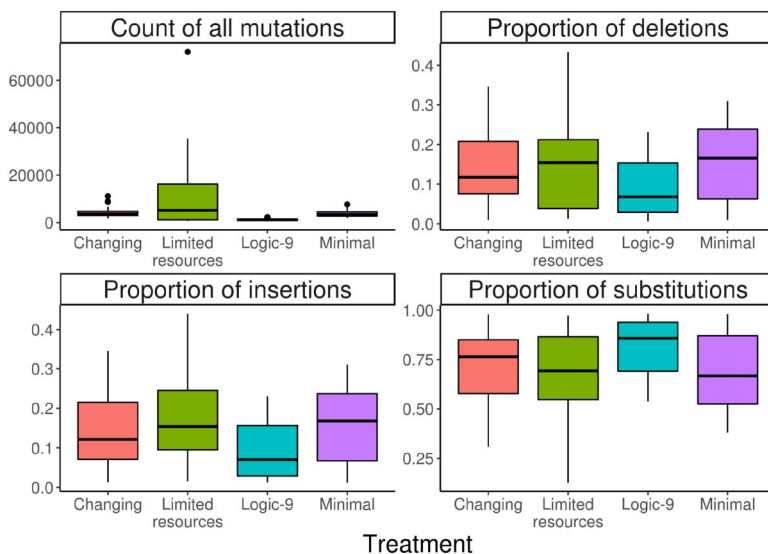 Count of all mutations
60000
40000
20000
0
Changing
Limited
resources
Logic-9
Minimal
Proportion of deletions
0.4
0.3
0.2
0.1
0.0
Changing
Limited
resources
Logic-9
Minimal
Proportion of insertions
0.4
0.3
0.2
0.1
0.0
Changing
Limited
resources
Logic-9
Minimal
Proportion of substitutions
1.00
0.75
0.50
0.25
Changing
Limited
resources
Logic-9
Minimal
Treatment